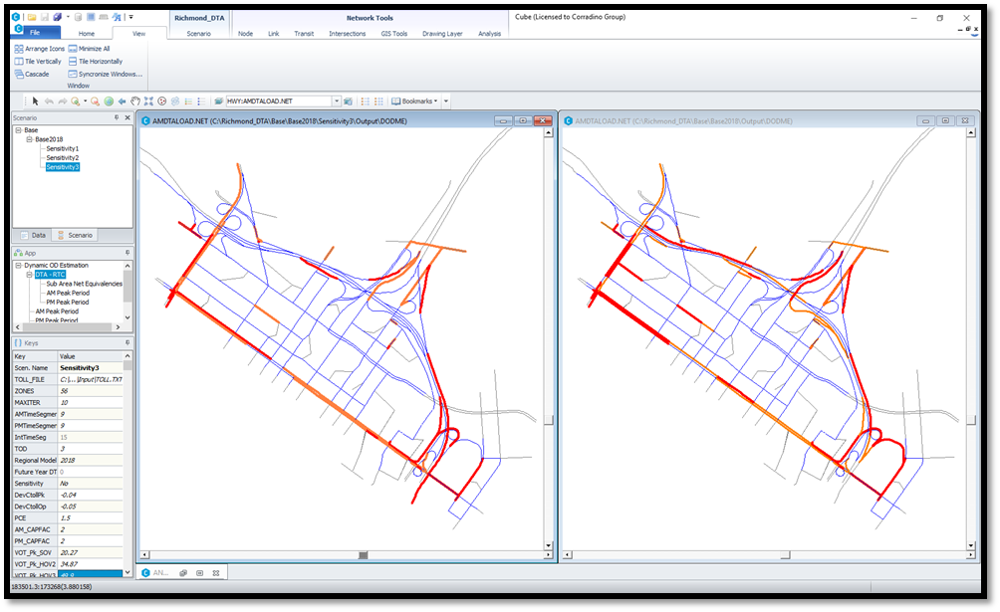 Richmond_DTA Network Tools Cube (Licensed to Corradino Group)
File Home View Scenario Node Link Transit Intersections GIS Tools Drawing Layer Analysis
Arrange Icons Minimize All
Tile Vertically Tile Horizontally
Cascade Syncronize Windows...
Window
HWY:AMDTALOAD.NET Bookmarks
Scenario
Base
Base2018
Sensitivity1
Sensitivity2
Sensitivity3
Data Scenario
App
Dynamic OD Estimation
DTA - RTC
Sub Area Net Equivalencies
AM Peak Period
PM Peak Period
AM Peak Period
PM Peak Period
Keys
Key Value
Scen. Name Sensitivity3
TOLL_FILE C:\...\Input\TOLL.TXT
ZONES 56
MAXITER 10
AMTimeSegmer 9
PMTimeSegmer 9
IntTimeSeg 15
TOD 3
Regional Model 2018
Future Year DT 0
Sensitivity No
DevCtollPk -0.04
DevCtollOp -0.05
PCE 1.5
AM_CAPFAC 2
PM_CAPFAC 2
VOT_Pk_SOV 20.27
VOT_Pk_HOV2 34.87
VOT_Pk_HOV3 49.9
AMDTALOAD.NET (C:\Richmond_DTA\Base\Base2018\Sensitivity3\Output\DODME)
AMDTALOAD.NET (C:\Richmond_DTA\Base\Base2018\Output\DODME)
AN...
183501.3:173268(3.880158)